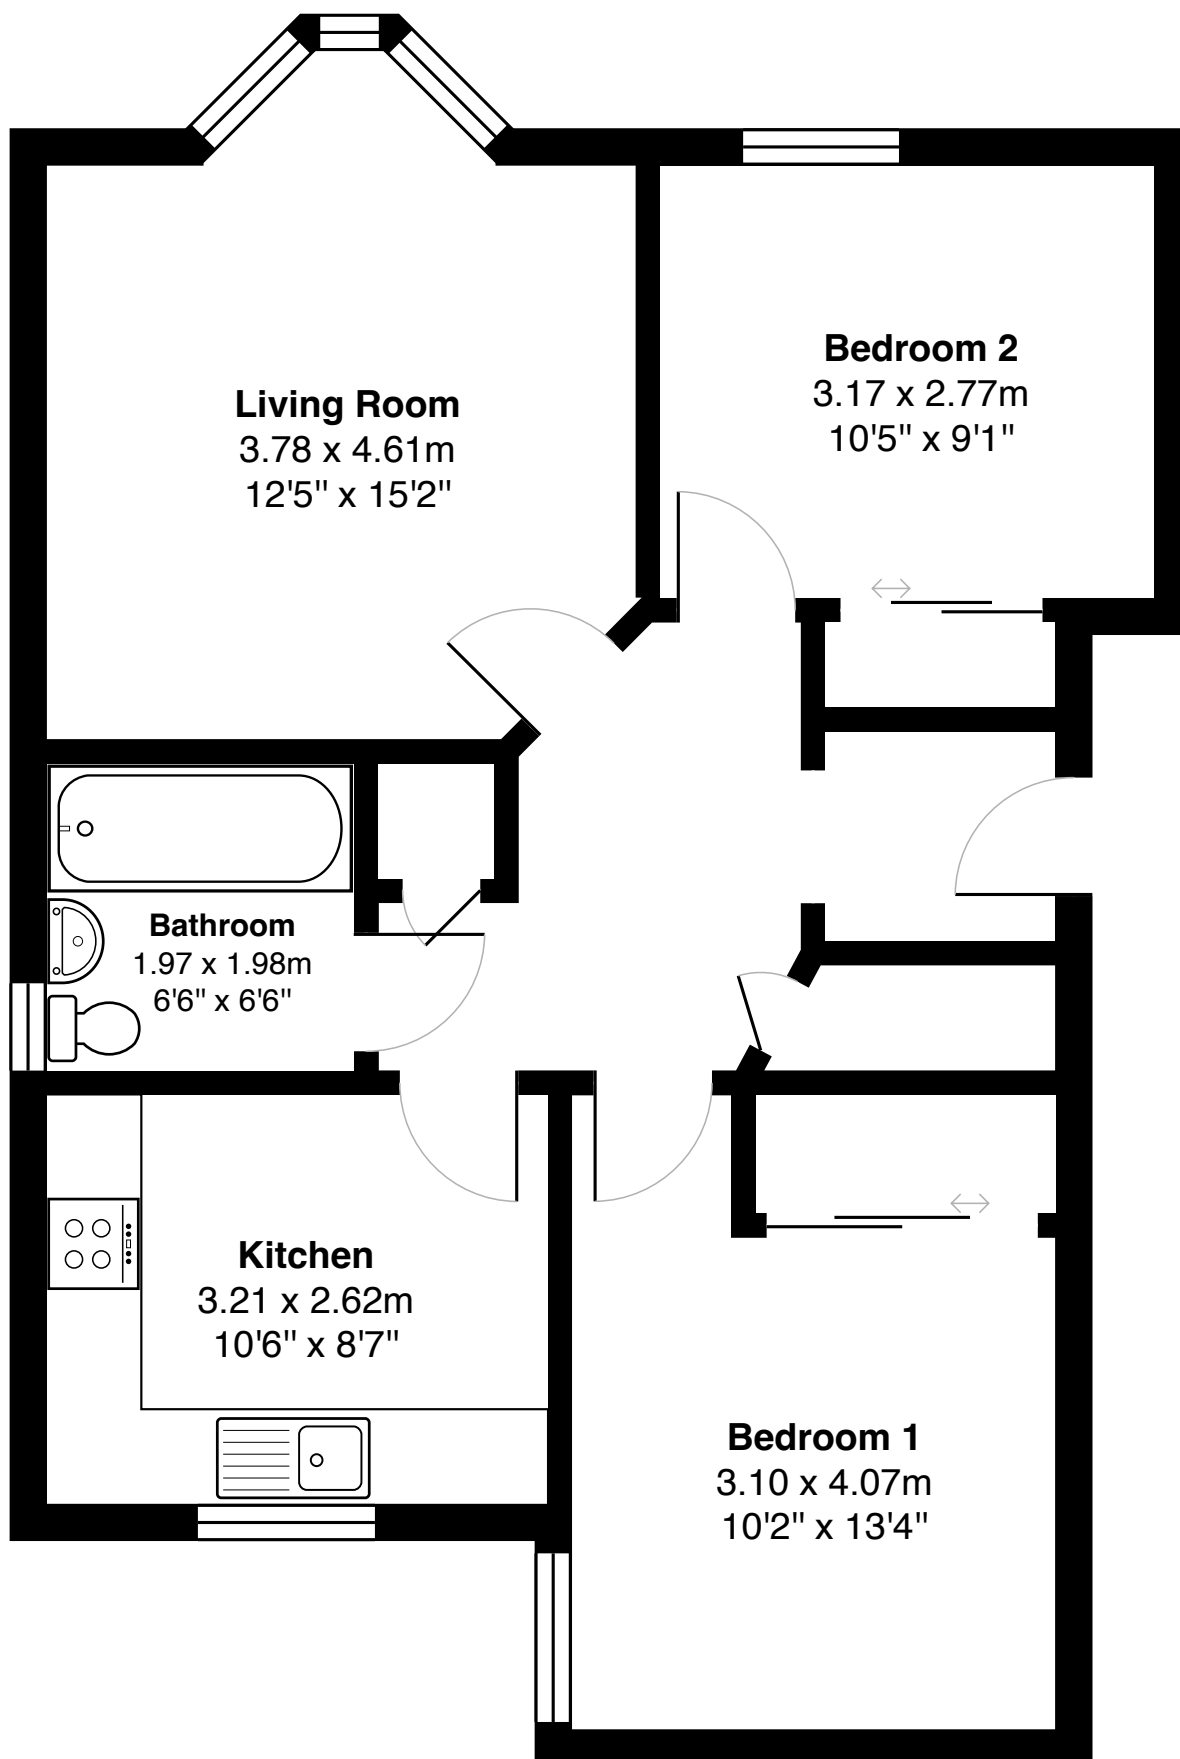 Living Room
3.78 x 4.61m
12'5" x 15'2"
Bedroom 2
3.17 x 2.77m
10'5" x 9'1"
Bathroom
1.97 x 1.98m
6'6" x 6'6"
Kitchen
3.21 x 2.62m
10'6" x 8'7"
Bedroom 1
3.10 x 4.07m
10'2" x 13'4"